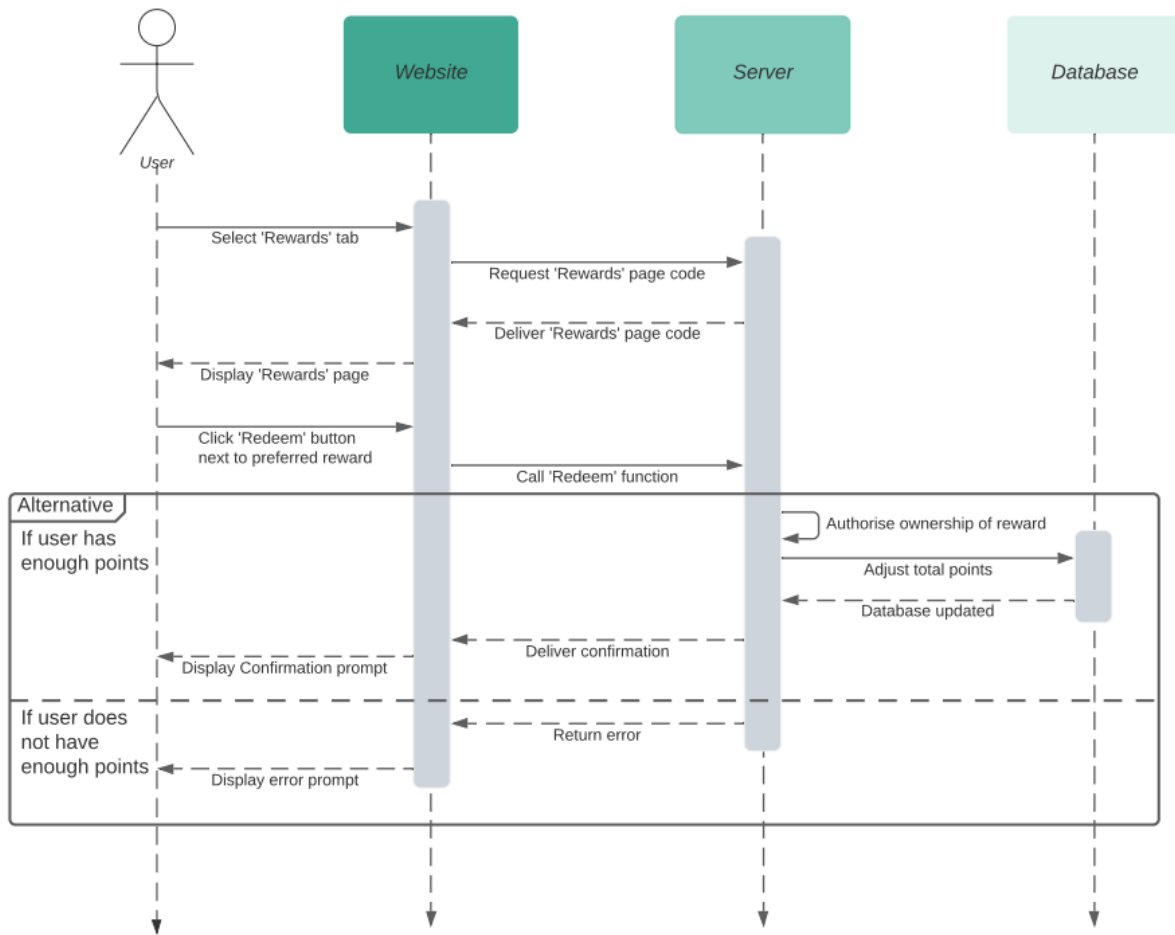 Website
Server
Database
User
Select 'Rewards' tab
Request 'Rewards' page code
Deliver 'Rewards' page code
Display 'Rewards' page
Click 'Redeem' button
next to preferred reward
Call 'Redeem' function
Alternative
If user has
enough points
Authorise ownership of reward
Adjust total points
Database updated
Deliver confirmation
Display Confirmation prompt
If user does
not have
enough points
Return error
Display error prompt